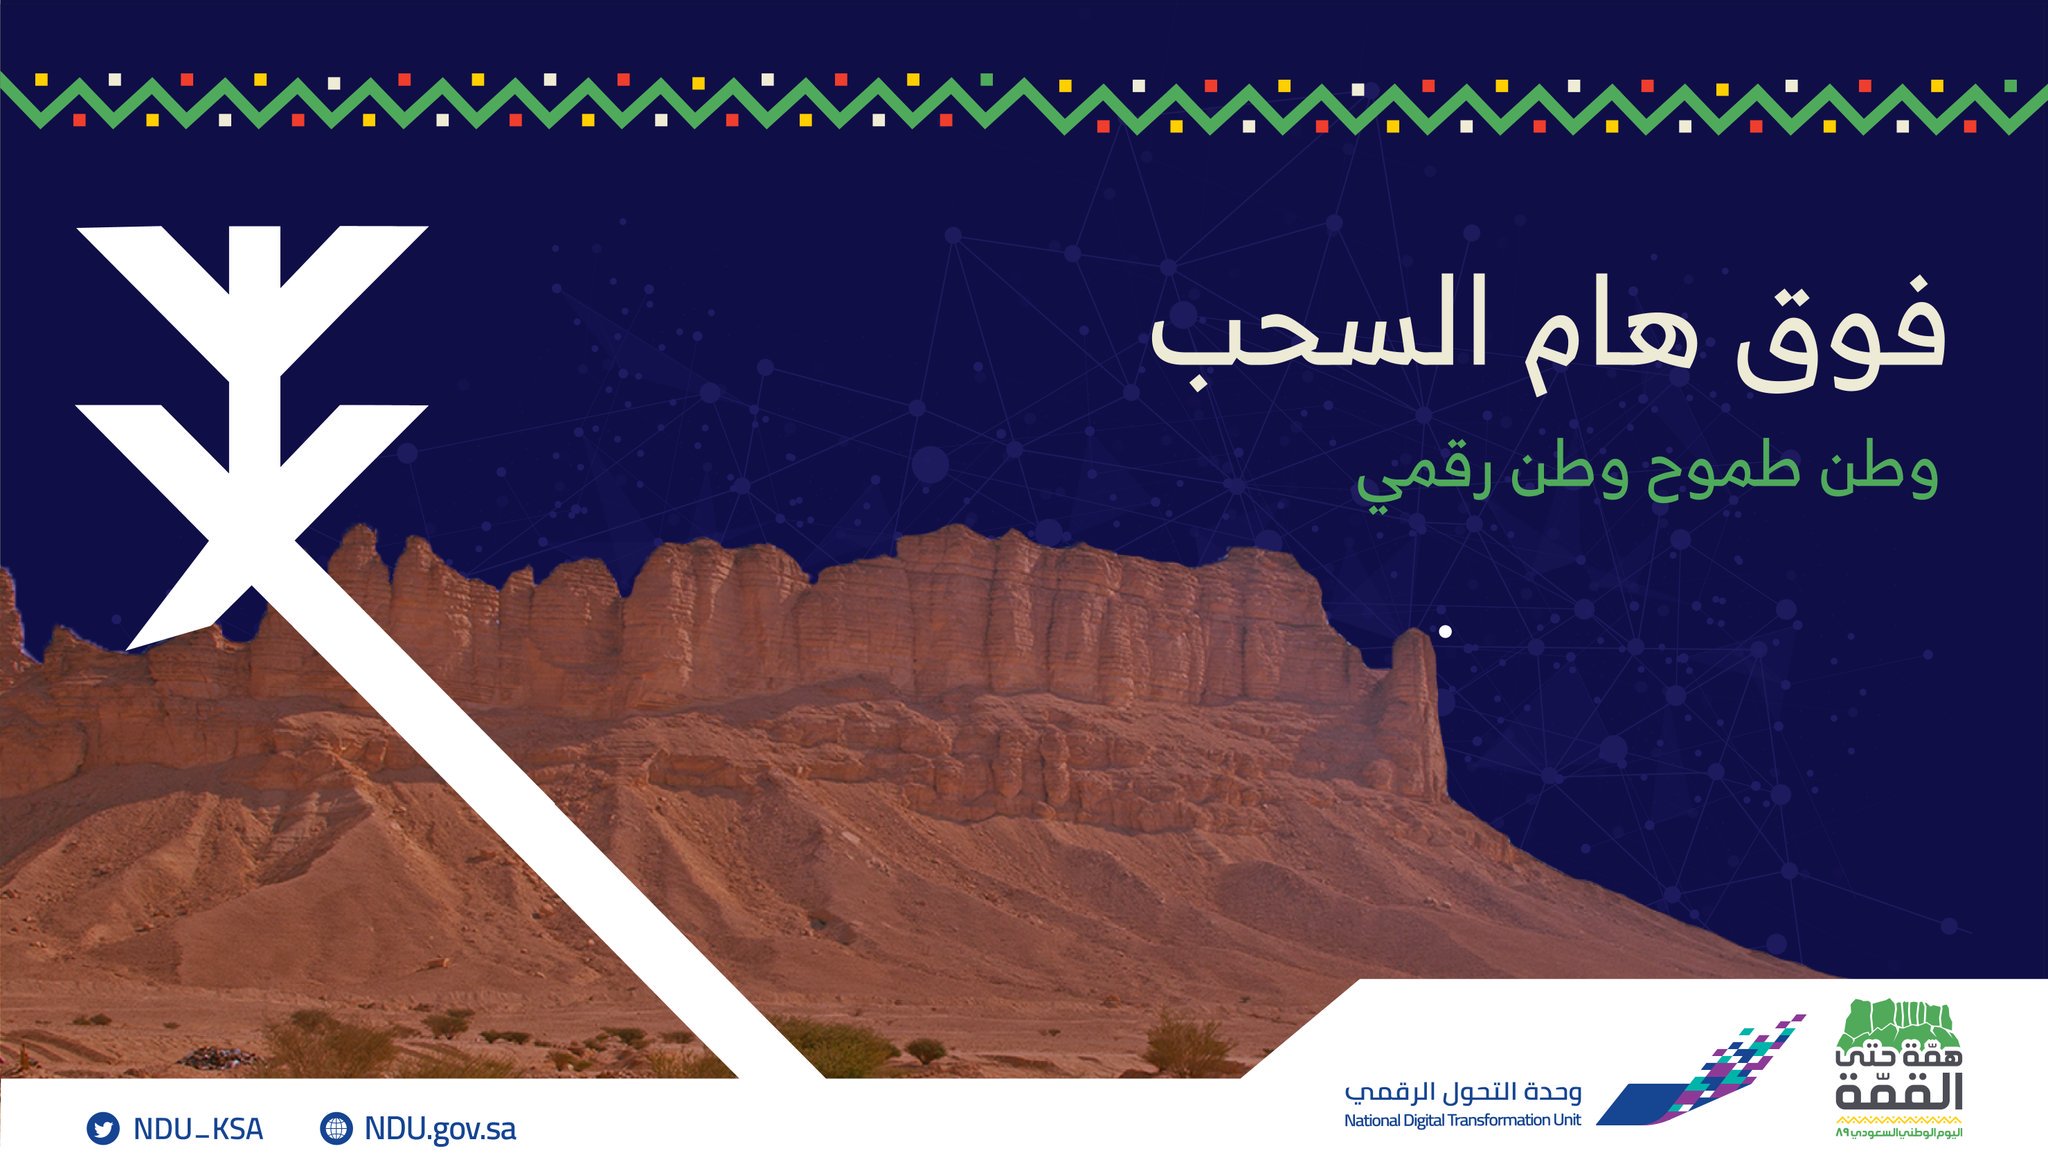 فوق هام السحب
وطن طموح وطن رقمي
همّة حتى
القمّة
اليوم الوطني السعودي ٨٩
وحدة التحول الرقمي
National Digital Transformation Unit
NDU_KSA
NDU.gov.sa